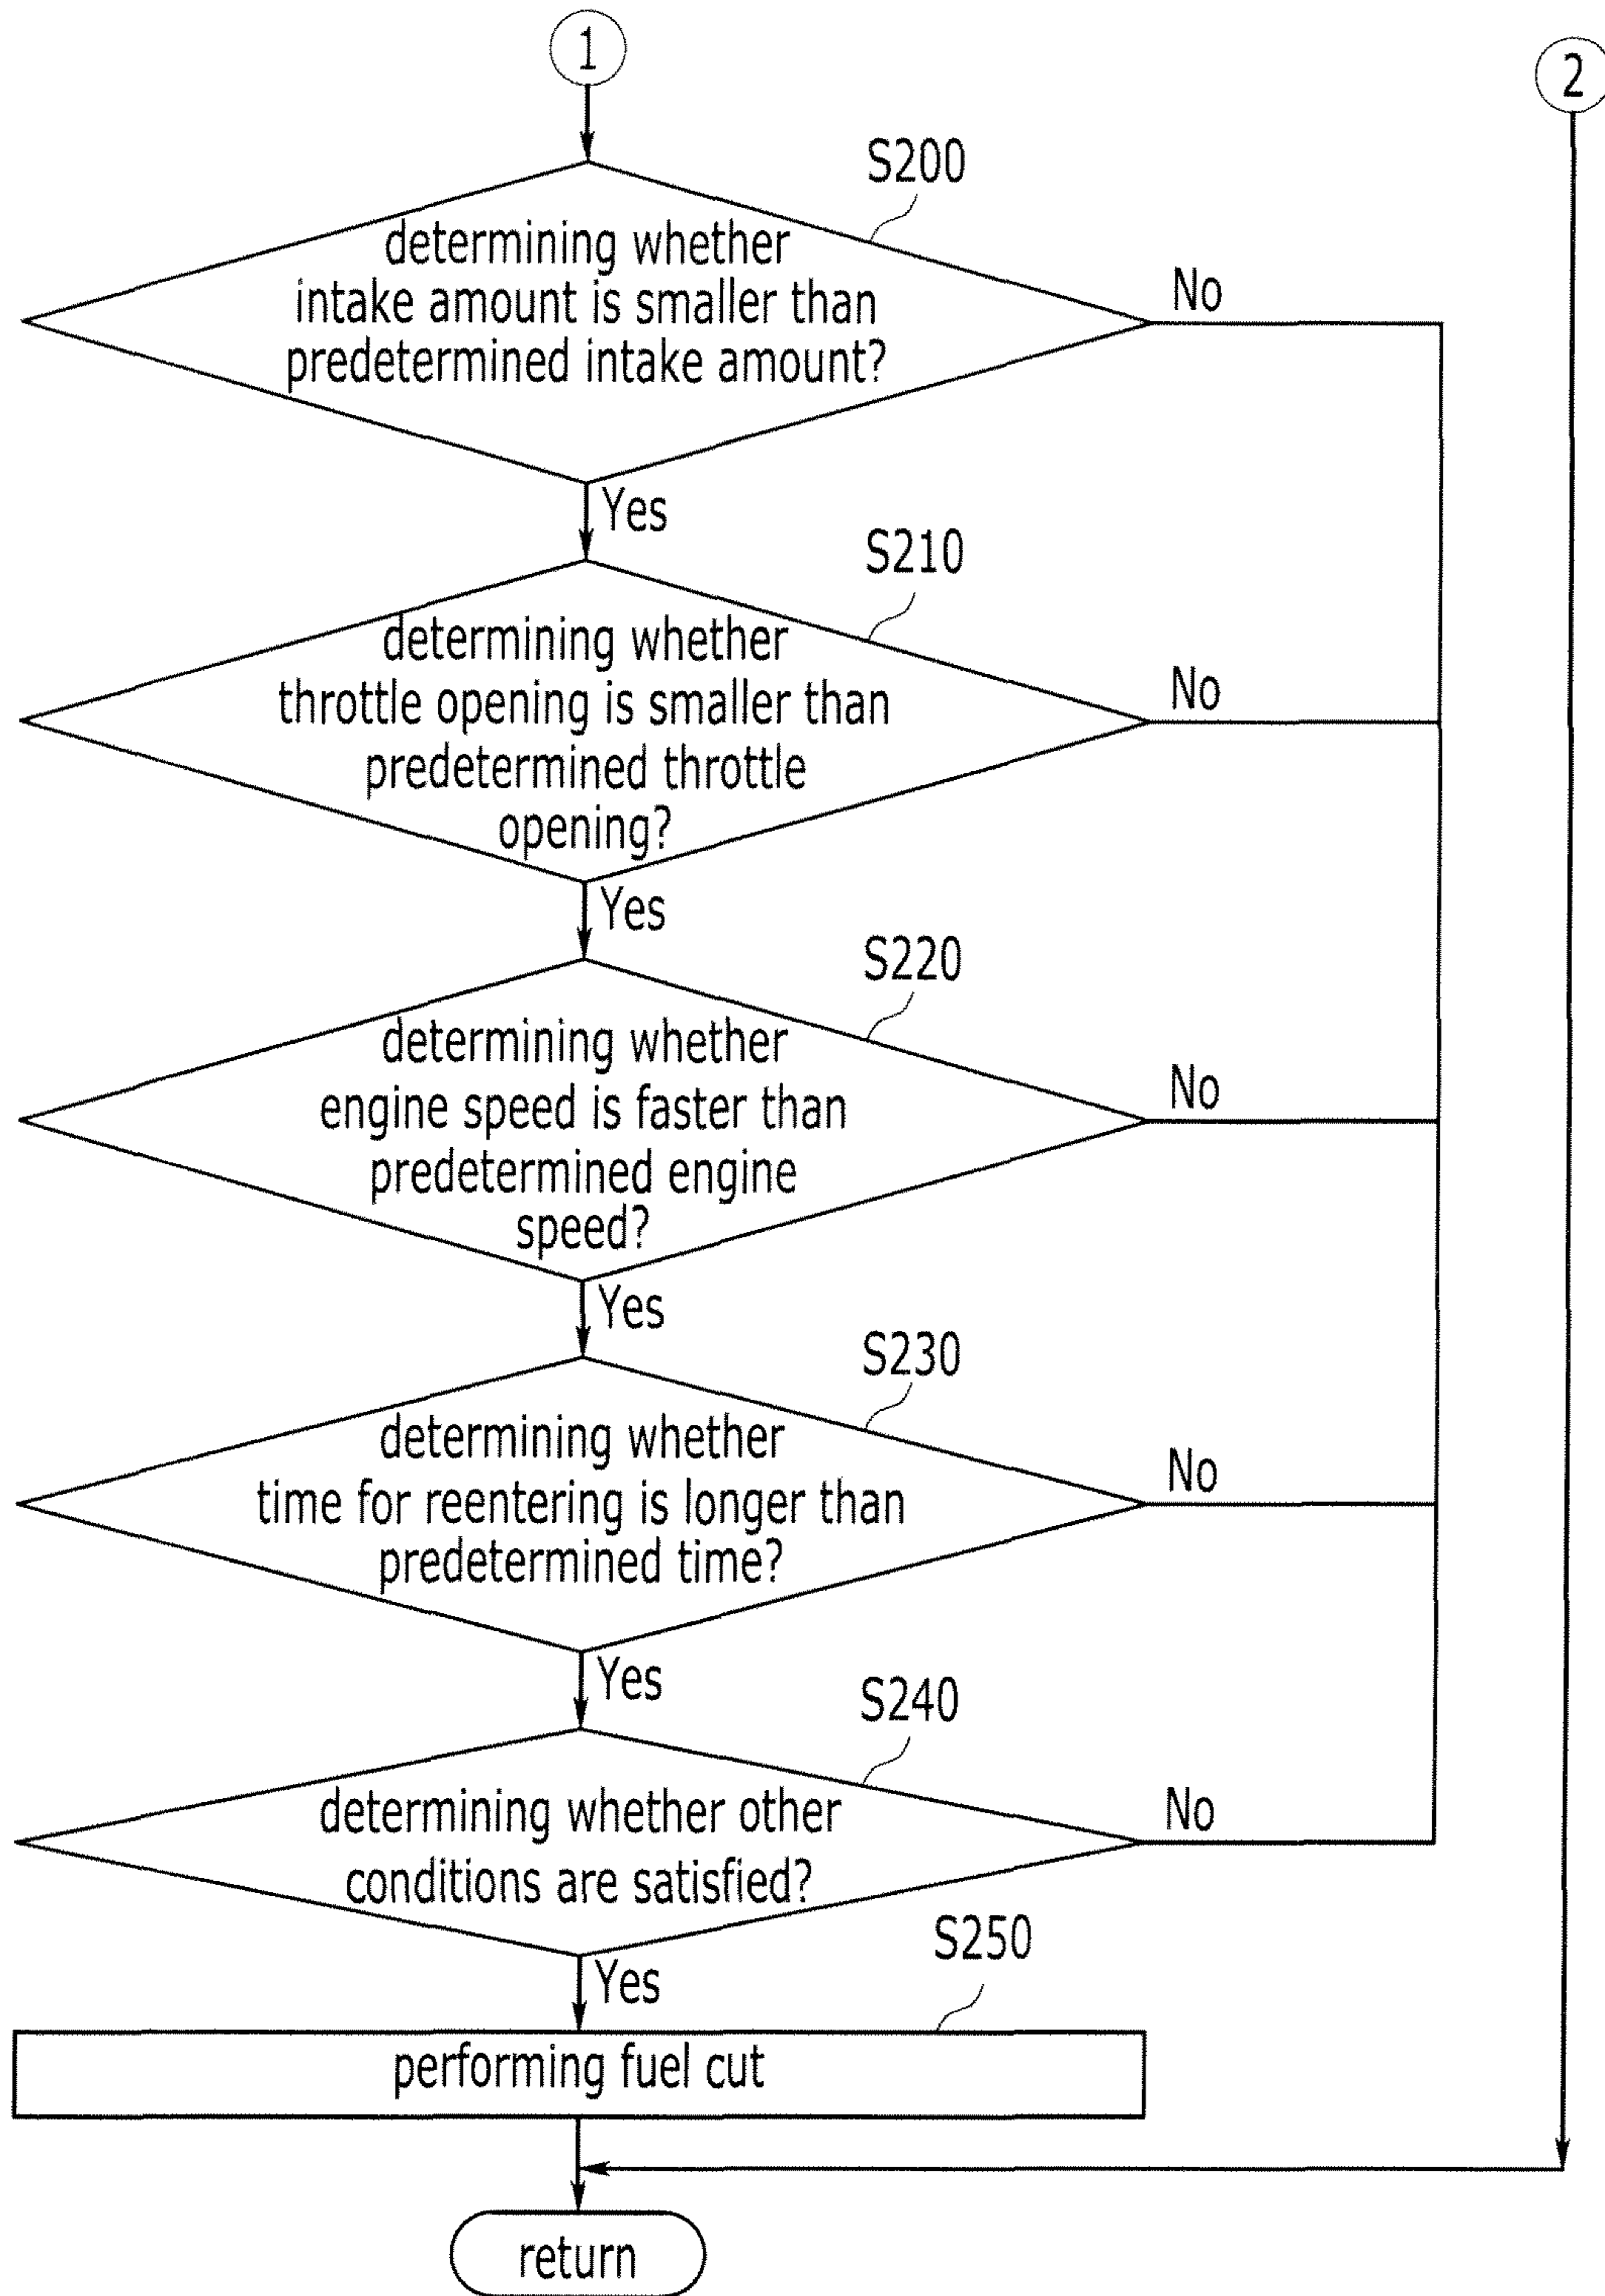 1
2
S200
determining whether
intake amount is smaller than
predetermined intake amount?
No
Yes
S210
determining whether
throttle opening is smaller than
predetermined throttle
opening?
No
Yes
S220
determining whether
engine speed is faster than
predetermined engine
speed?
No
Yes
S230
determining whether
time for reentering is longer than
predetermined time?
No
Yes
S240
determining whether other
conditions are satisfied?
No
Yes
S250
performing fuel cut
return